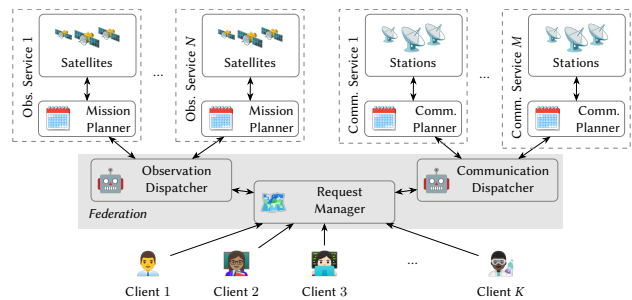 Obs. Service 1
Satellites
Mission
Planner
...
Obs. Service N
Satellites
Mission
Planner
Comm. Service 1
Stations
Comm.
Planner
...
Comm. Service M
Stations
Comm.
Planner
Observation
Dispatcher
Communication
Dispatcher
Request
Manager
Federation
Client 1
Client 2
Client 3
...
Client K